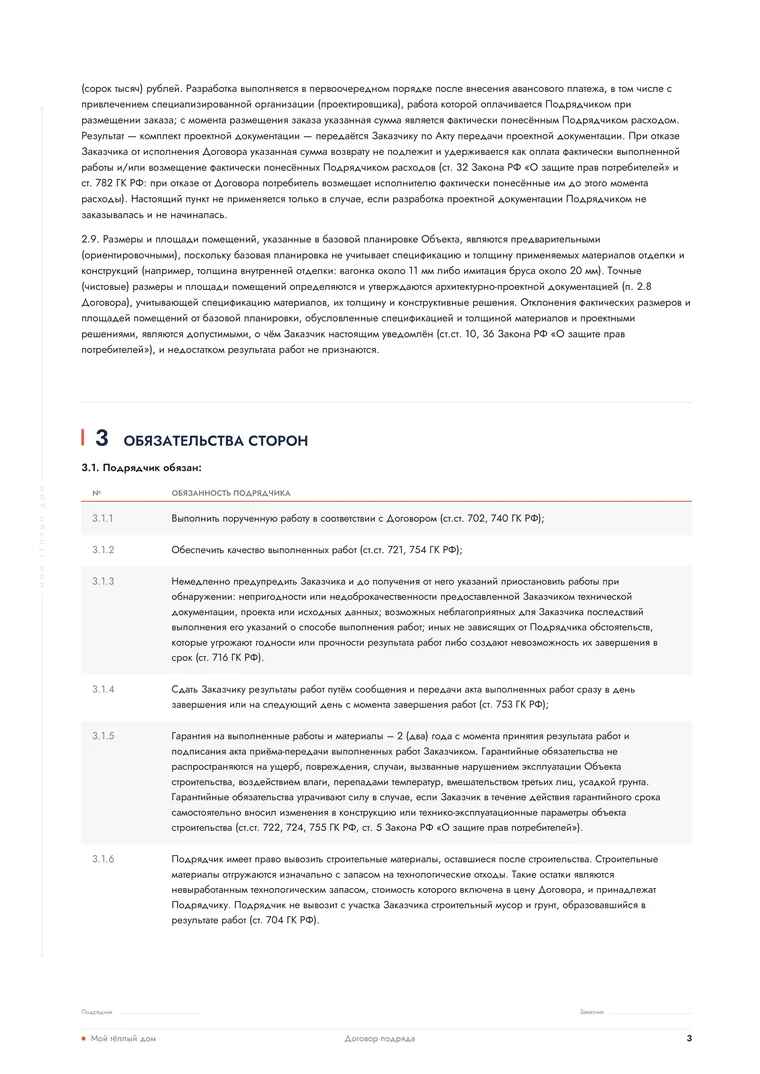 (сорок тысяч) рублей. Разработка выполняется в первоочередном порядке после внесения авансового платежа, в том числе с
привлечением специализированной организации (проектировщика), работа которой оплачивается Подрядчиком при
размещении заказа; с момента размещения заказа указанная сумма является фактически понесённым Подрядчиком расходом.
Результат — комплект проектной документации — передаётся Заказчику по Акту передачи проектной документации. При отказе
Заказчика от исполнения Договора указанная сумма возврату не подлежит и удерживается как оплата фактически выполненной
работы и/или возмещение фактически понесённых Подрядчиком расходов (ст. 32 Закона РФ «О защите прав потребителей» и
ст. 782 ГК РФ: при отказе от Договора потребитель возмещает исполнителю фактически понесённые им до этого момента
расходы). Настоящий пункт не применяется только в случае, если разработка проектной документации Подрядчиком не
заказывалась и не начиналась.
2.9. Размеры и площади помещений, указанные в базовой планировке Объекта, являются предварительными
(ориентировочными), поскольку базовая планировка не учитывает спецификацию и толщину применяемых материалов отделки и
конструкций (например, толщина внутренней отделки: вагонка около 11 мм либо имитация бруса около 20 мм). Точные
(чистовые) размеры и площади помещений определяются и утверждаются архитектурно-проектной документацией (п. 2.8
Договора), учитывающей спецификацию материалов, их толщину и конструктивные решения. Отклонения фактических размеров и
площадей помещений от базовой планировки, обусловленные спецификацией и толщиной материалов и проектными
решениями, являются допустимыми, о чём Заказчик настоящим уведомлён (ст.ст. 10, 36 Закона РФ «О защите прав
потребителей»), и недостатком результата работ не признаются.
3 ОБЯЗАТЕЛЬСТВА СТОРОН
3.1. Подрядчик обязан:
№ ОБЯЗАННОСТЬ ПОДРЯДЧИКА
3.1.1 Выполнить порученную работу в соответствии с Договором (ст.ст. 702, 740 ГК РФ);
3.1.2 Обеспечить качество выполненных работ (ст.ст. 721, 754 ГК РФ);
3.1.3 Немедленно предупредить Заказчика и до получения от него указаний приостановить работы при
обнаружении: непригодности или недоброкачественности предоставленной Заказчиком технической
документации, проекта или исходных данных; возможных неблагоприятных для Заказчика последствий
выполнения его указаний о способе выполнения работ; иных не зависящих от Подрядчика обстоятельств,
которые угрожают годности или прочности результата работ либо создают невозможность их завершения в
срок (ст. 716 ГК РФ).
3.1.4 Сдать Заказчику результаты работ путём сообщения и передачи акта выполненных работ сразу в день
завершения или на следующий день с момента завершения работ (ст. 753 ГК РФ);
3.1.5 Гарантия на выполненные работы и материалы – 2 (два) года с момента принятия результата работ и
подписания акта приёма-передачи выполненных работ Заказчиком. Гарантийные обязательства не
распространяются на ущерб, повреждения, случаи, вызванные нарушением эксплуатации Объекта
строительства, воздействием влаги, перепадами температур, вмешательством третьих лиц, усадкой грунта.
Гарантийные обязательства утрачивают силу в случае, если Заказчик в течение действия гарантийного срока
самостоятельно вносил изменения в конструкцию или технико-эксплуатационные параметры объекта
строительства (ст.ст. 722, 724, 755 ГК РФ, ст. 5 Закона РФ «О защите прав потребителей»).
3.1.6 Подрядчик имеет право вывозить строительные материалы, оставшиеся после строительства. Строительные
материалы отгружаются изначально с запасом на технологические отходы. Такие остатки являются
невыработанным технологическим запасом, стоимость которого включена в цену Договора, и принадлежат
Подрядчику. Подрядчик не вывозит с участка Заказчика строительный мусор и грунт, образовавшийся в
результате работ (ст. 704 ГК РФ).
МОЙ ТЁПЛЫЙ ДОМ
Подрядчик Заказчик
Мой тёплый дом Договор подряда 3